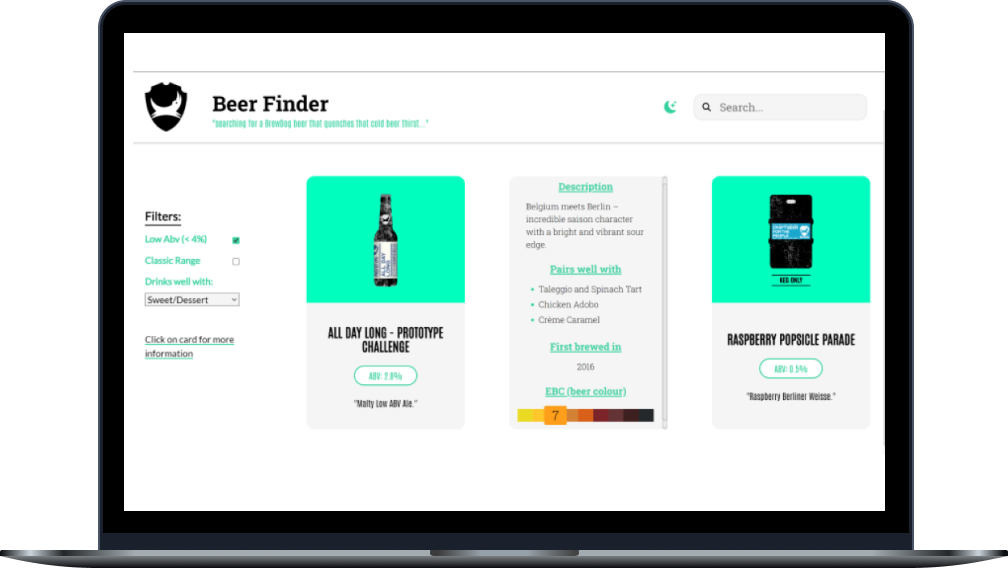 Beer Finder
"searching for a BrewDog beer that quenches that cold beer thirst..."
Search...
Filters:
Low Abv (< 4%)
Classic Range
Drinks well with:
Sweet/Dessert
Click on card for more
information
ALL DAY LONG
ALL DAY LONG - PROTOTYPE
CHALLENGE
ABV: 2.8%
"Malty Low ABV Ale."
Description
Belgium meets Berlin –
incredible saison character
with a bright and vibrant sour
edge.
Pairs well with
• Taleggio and Spinach Tart
• Chicken Adobo
• Crème Caramel
First brewed in
2016
EBC (beer colour)
7
KEG ONLY
RASPBERRY POPSICLE PARADE
ABV: 0.5%
"Raspberry Berliner Weisse."